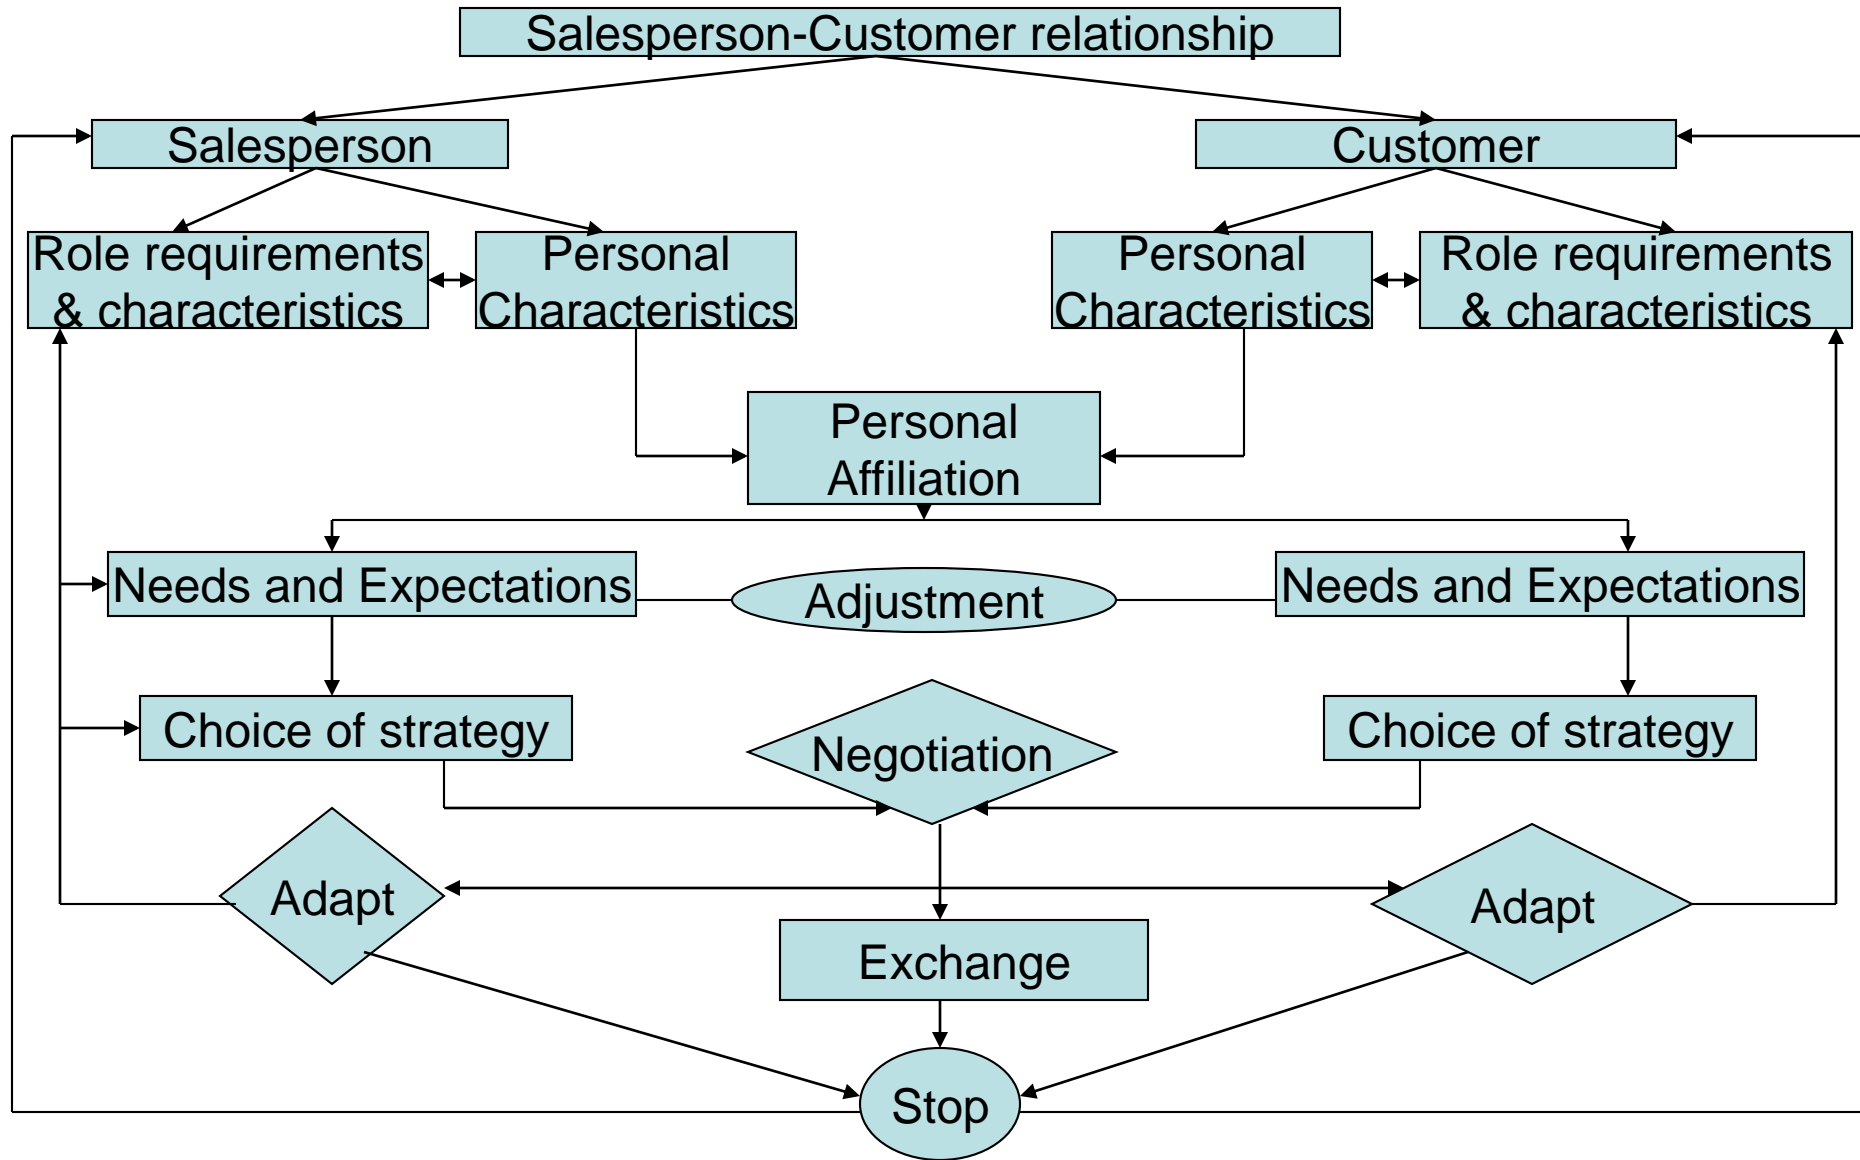 Salesperson-Customer relationship
Salesperson
Customer
Role requirements
& characteristics
Personal
Characteristics
Personal
Characteristics
Role requirements
& characteristics
Personal
Affiliation
Needs and Expectations
Adjustment
Needs and Expectations
Choice of strategy
Negotiation
Choice of strategy
Adapt
Adapt
Exchange
Stop